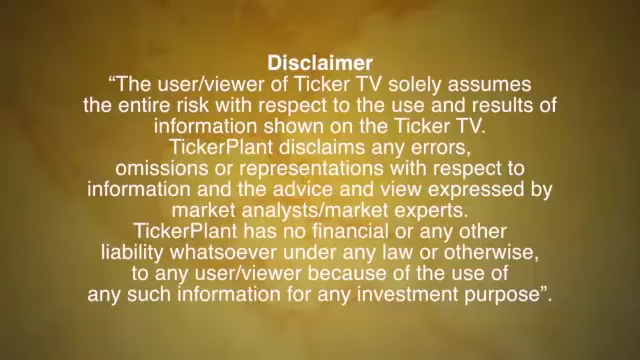 Disclaimer
“The user/viewer of Ticker TV solely assumes
the entire risk with respect to the use and results of
information shown on the Ticker TV.
TickerPlant disclaims any errors,
omissions or representations with respect to
information and the advice and view expressed by
market analysts/market experts.
TickerPlant has no financial or any other
liability whatsoever under any law or otherwise,
to any user/viewer because of the use of
any such information for any investment purpose”.